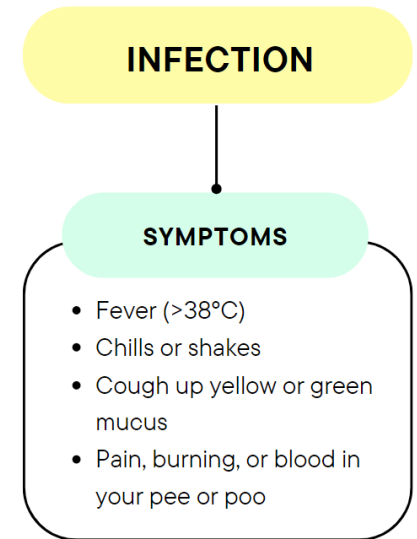 INFECTION
SYMPTOMS
• Fever (>38°C)
• Chills or shakes
• Cough up yellow or green
mucus
• Pain, burning, or blood in
your pee or poo